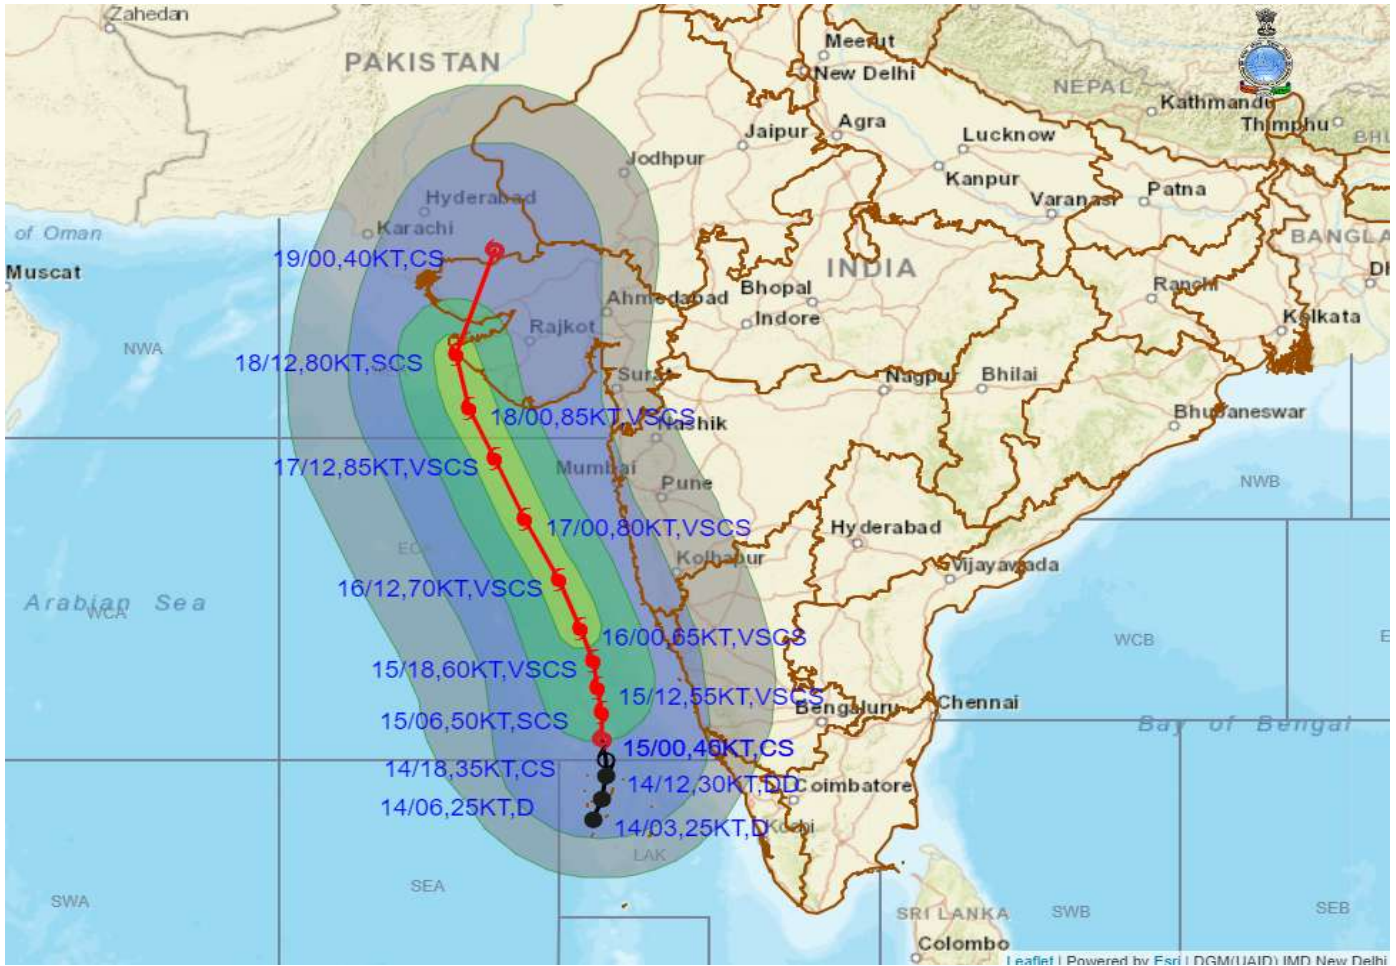 Zahedan
Meerut
PAKISTAN
New Delhi
NEPAL
Kathmandu
Thimphu
Jaipur
Agra
Lucknow
Jodhpur
Kanpur
Varanasi
Patna
Hyderabad
Karachi
of Oman
BANGLA
Muscat
19/00,40KT,CS
INDIA
Ahmedabad
Bhopal
Ranchi
Rajkot
Indore
Kolkata
NWA
18/12,80KT,SCS
Surat
Nagpur
Bhilai
18/00,85KT,VSCS
Bhubaneswar
Nashik
17/12,85KT,VSCS
Mumbai
Pune
NWB
17/00,80KT,VSCS
Hyderabad
Kolhapur
Vijayawada
16/12,70KT,VSCS
Arabian Sea
WCA
16/00,65KT,VSCS
WCB
15/18,60KT,VSCS
15/12,55KT,VSCS
Bengaluru
Chennai
15/06,50KT,SCS
Bay of Bengal
15/00,40KT,CS
14/18,35KT,CS
14/12,30KT,DD
Coimbatore
14/06,25KT,D
14/03,25KT,D
Kochi
LAK
SEA
SWA
SRI LANKA
SWB
SEB
Colombo
Leaflet | Powered by Esri | DGM(UAID) IMD New Delhi